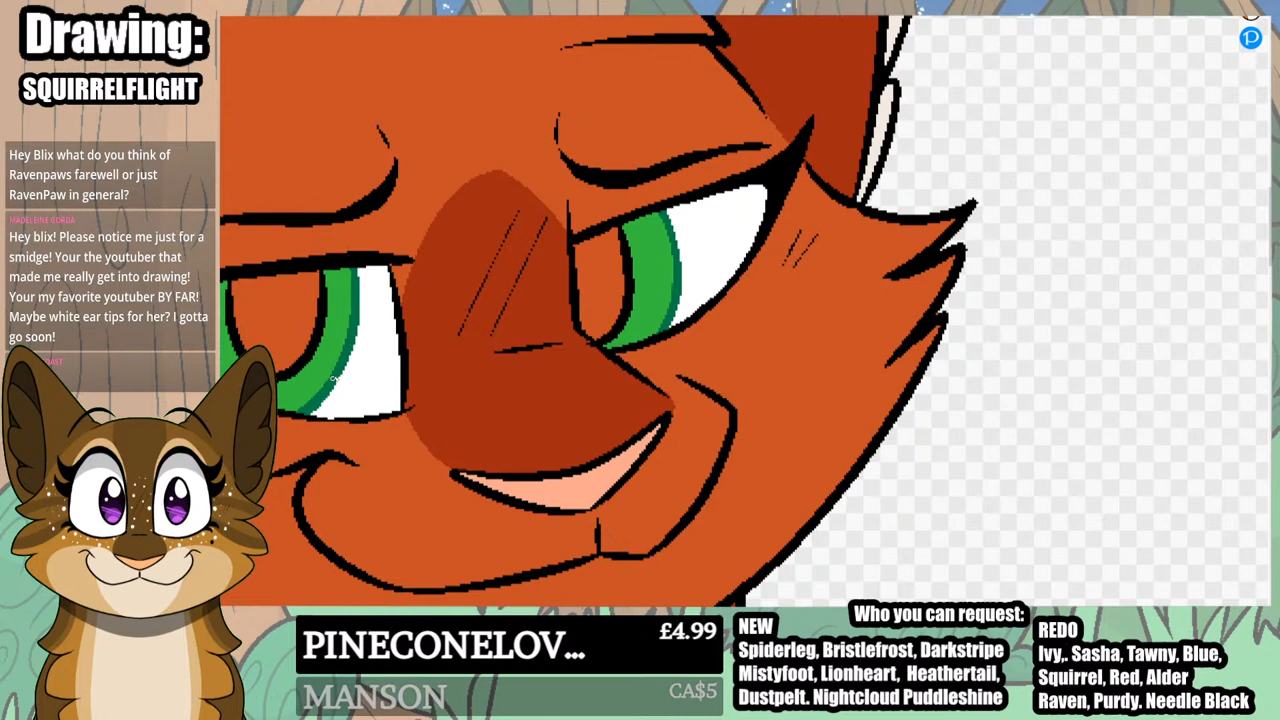 Drawing:
SQUIRRELFLIGHT
Hey Blix what do you think of
Ravenpaws farewell or just
RavenPaw in general?
MADELEINE GORDA
Hey blix! Please notice me just for a
smidge! Your the youtuber that
made me really get into drawing!
Your my favorite youtuber BY FAR!
Maybe white ear tips for her? I gotta
go soon!
PINECONELOV...
£4.99
MANSON
CA$5
Who you can request:
NEW
Spiderleg, Bristlefrost, Darkstripe
Mistyfoot, Lionheart, Heathertail,
Dustpelt. Nightcloud Puddleshine
REDO
Ivy,. Sasha, Tawny, Blue,
Squirrel, Red, Alder
Raven, Purdy. Needle Black